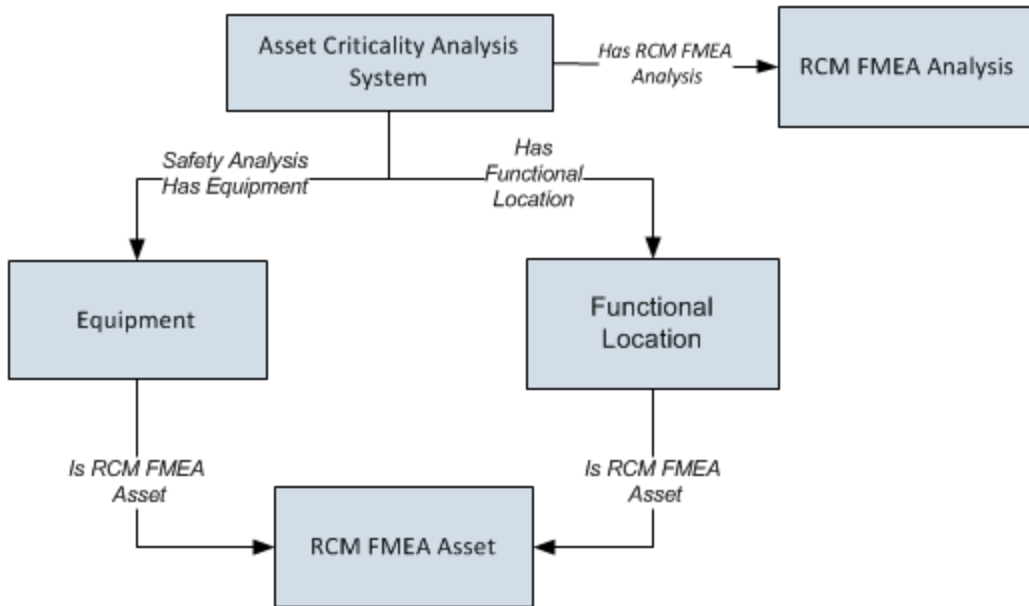 Asset Criticality Analysis
System
Has RCM FMEA
Analysis
RCM FMEA Analysis
Safety Analysis
Has Equipment
Has
Functional
Location
Equipment
Functional
Location
Is RCM FMEA
Asset
Is RCM FMEA
Asset
RCM FMEA Asset